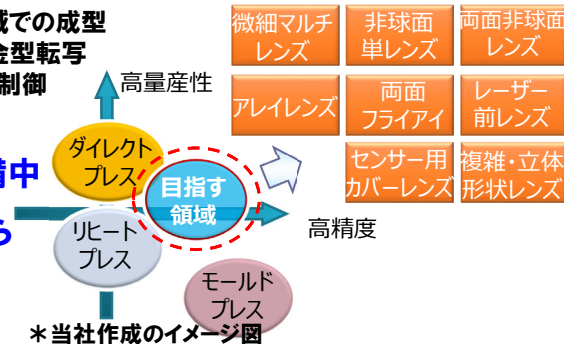 域での成型
金型転写
制御
備中
ら
高量産性
ダイレクト
プレス
目指す
領域
リヒート
プレス
モールド
プレス
高精度
＊当社作成のイメージ図
微細マルチ
レンズ
非球面
単レンズ
両面非球面
レンズ
アレイレンズ
両面
フライアイ
レーザー
前レンズ
センサー用
カバーレンズ
複雑・立体
形状レンズ